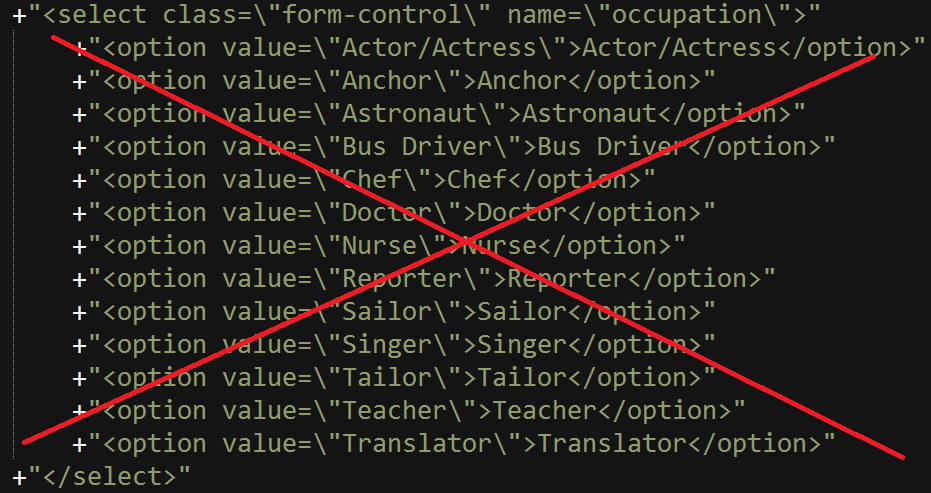 +"<select class=\"form-control\" name=\"occupation\">"
+"<option value=\"Actor/Actress\">Actor/Actress</option>"
+"<option value=\"Anchor\">Anchor</option>"
+"<option value=\"Astronaut\">Astronaut</option>"
+"<option value=\"Bus Driver\">Bus Driver</option>"
+"<option value=\"Chef\">Chef</option>"
+"<option value=\"Doctor\">Doctor</option>"
+"<option value=\"Nurse\">Nurse</option>"
+"<option value=\"Reporter\">Reporter</option>"
+"<option value=\"Sailor\">Sailor</option>"
+"<option value=\"Singer\">Singer</option>"
+"<option value=\"Tailor\">Tailor</option>"
+"<option value=\"Teacher\">Teacher</option>"
+"<option value=\"Translator\">Translator</option>"
+"</select>"